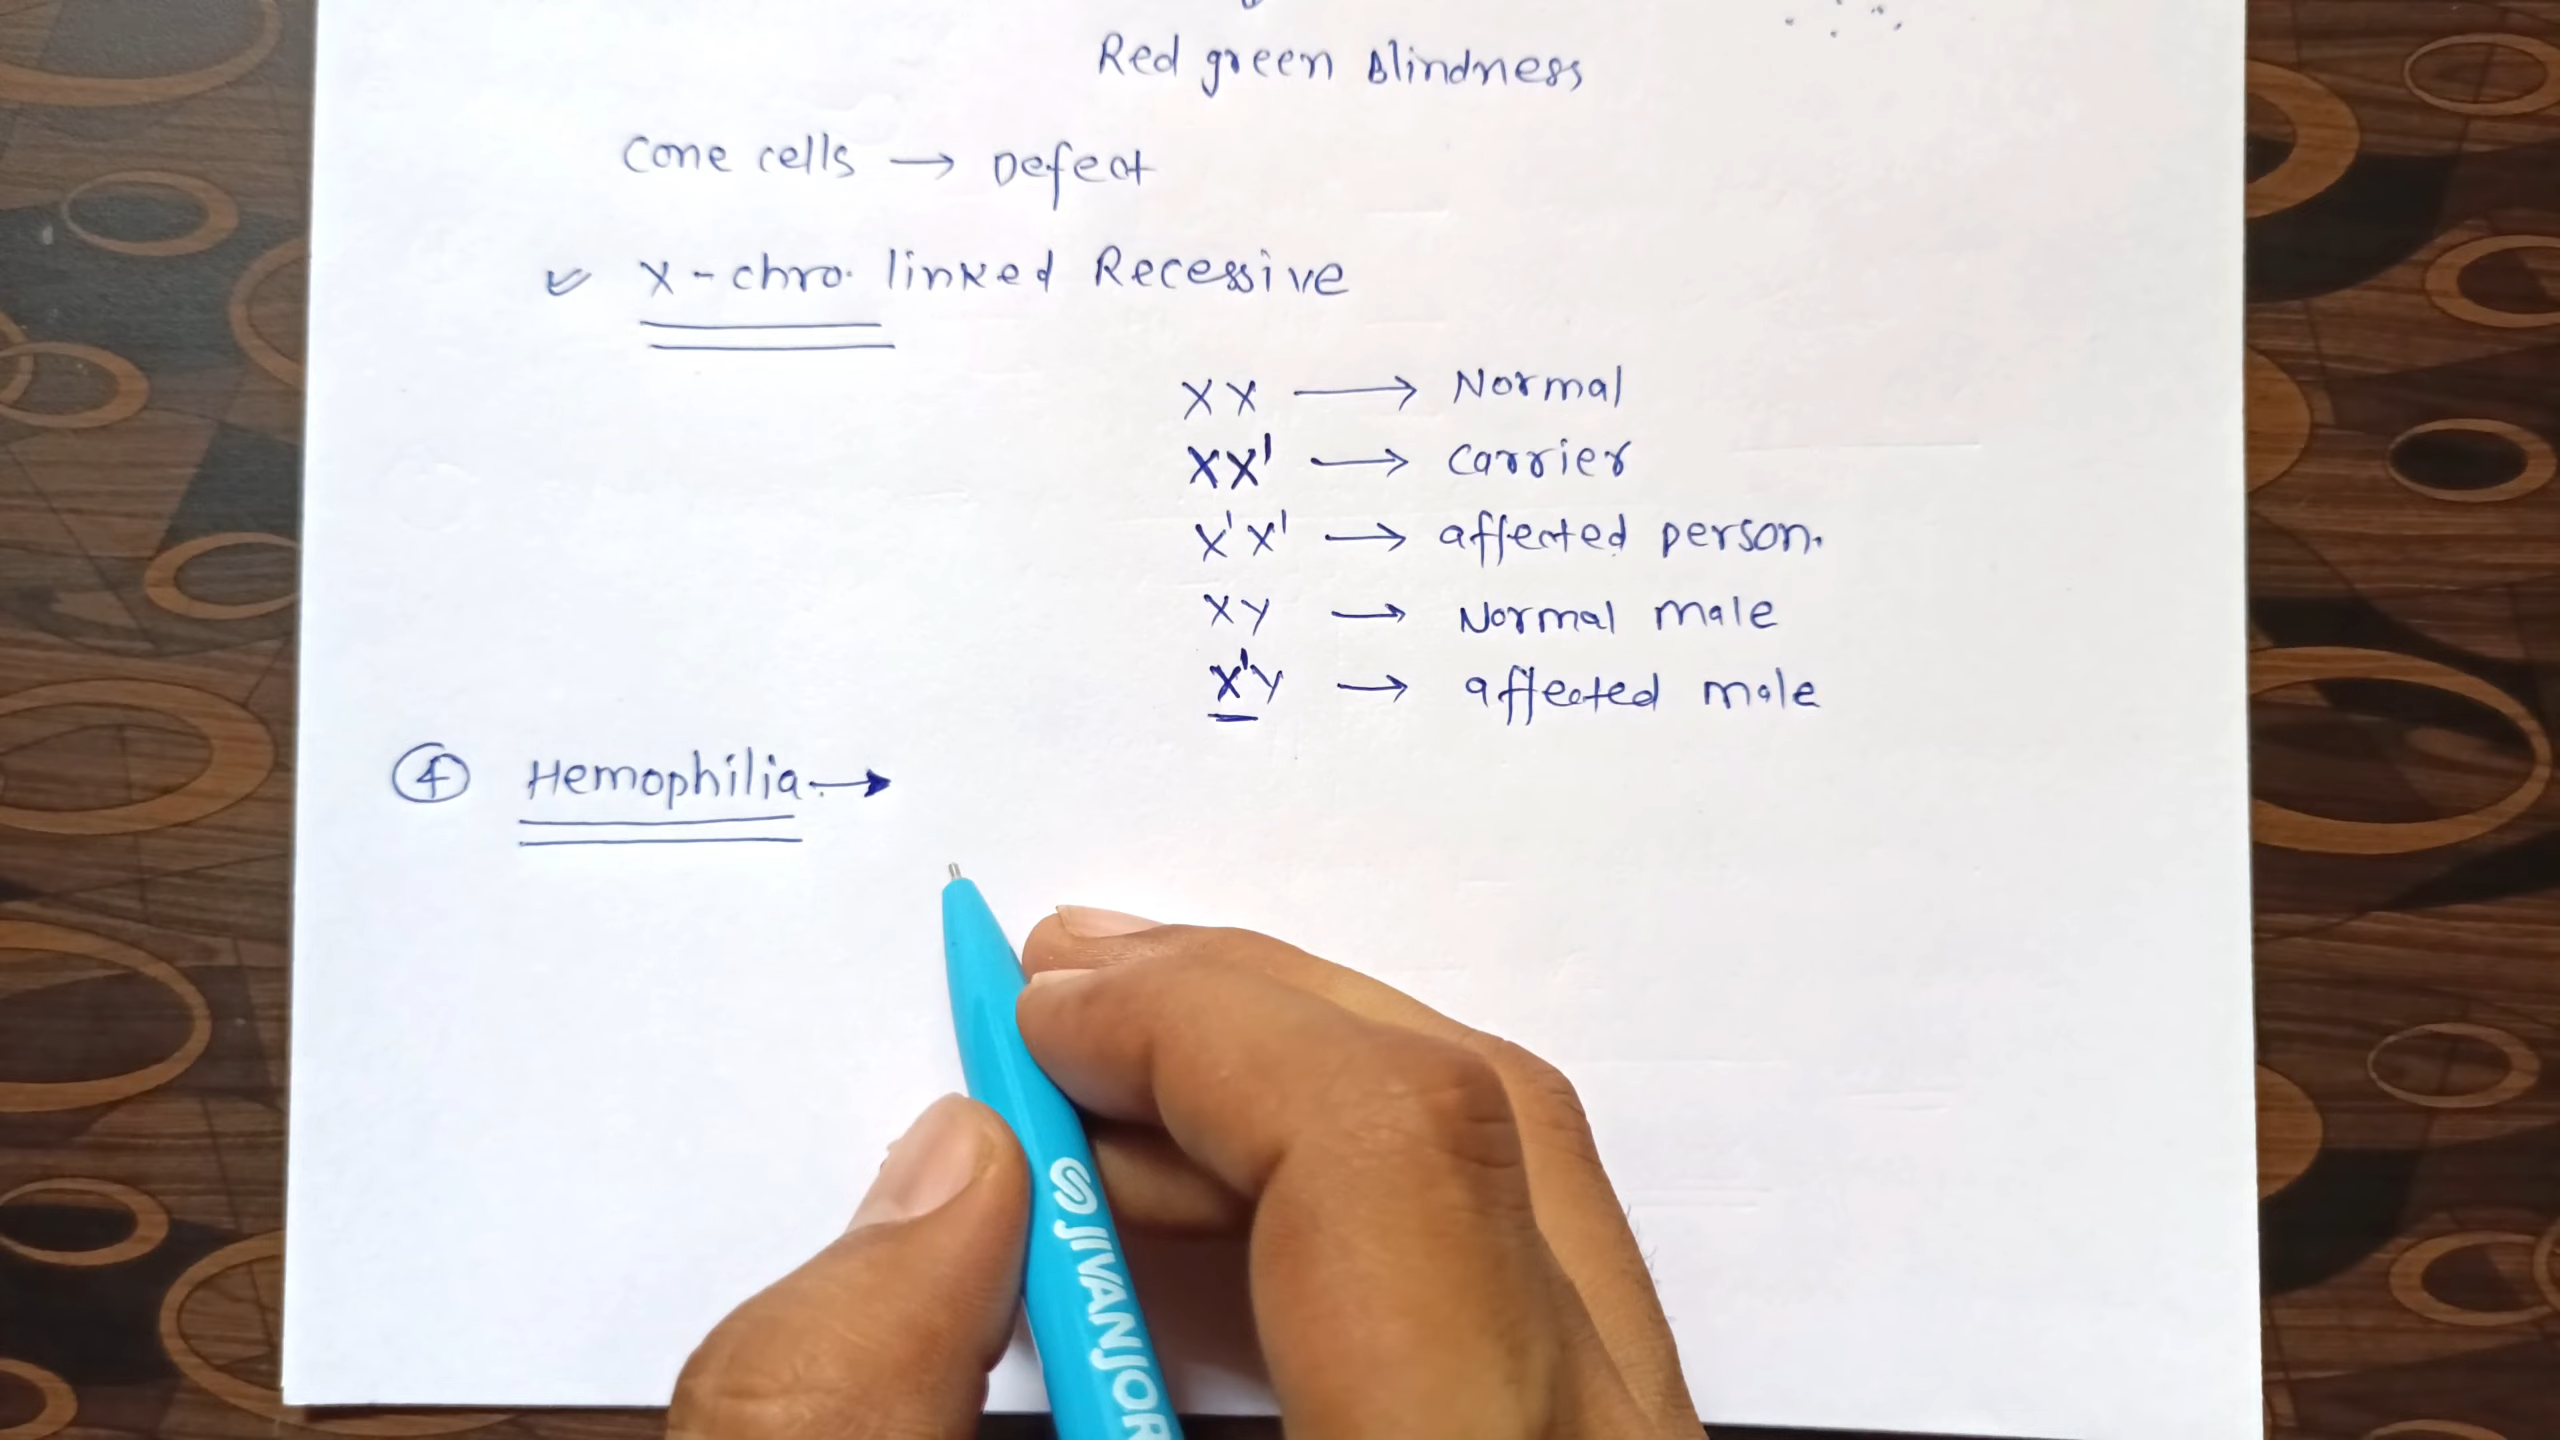 Red green Blindness
Cone cells → Defect
✓ X-chro. linked Recessive
XX → Normal
XX' → Carrier
X'X' → affected person.
XY → Normal male
X'Y → affected male
④ Hemophilia →
JIVANJOR